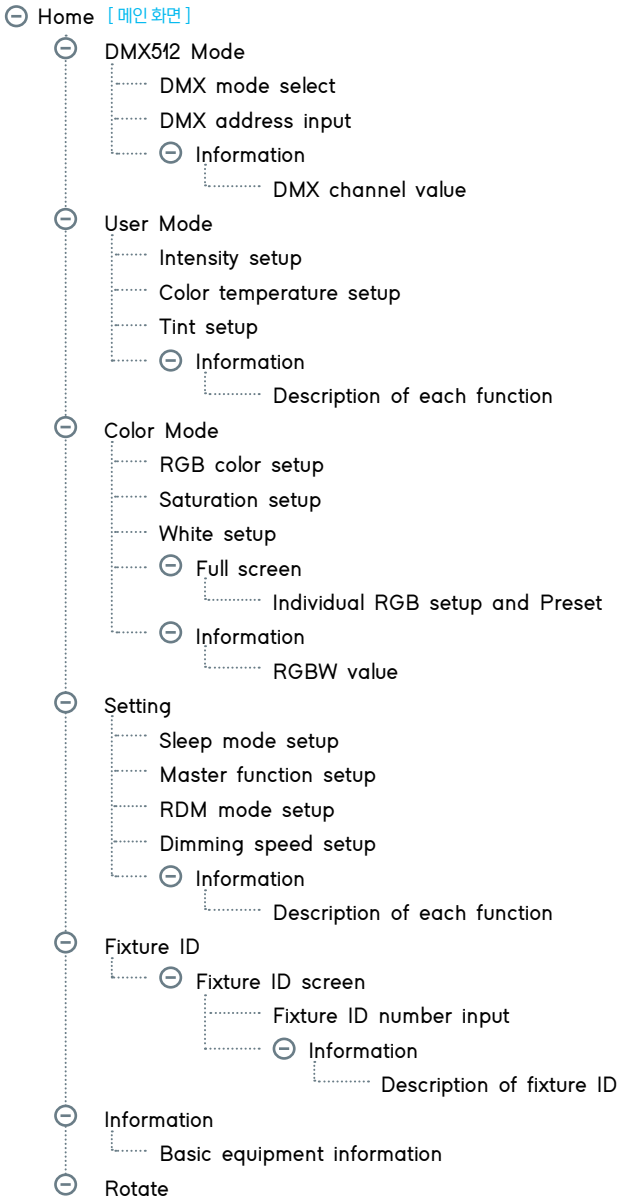 Home [ 메인 화면 ]
DMX512 Mode
DMX mode select
DMX address input
Information
DMX channel value
User Mode
Intensity setup
Color temperature setup
Tint setup
Information
Description of each function
Color Mode
RGB color setup
Saturation setup
White setup
Full screen
Individual RGB setup and Preset
Information
RGBW value
Setting
Sleep mode setup
Master function setup
RDM mode setup
Dimming speed setup
Information
Description of each function
Fixture ID
Fixture ID screen
Fixture ID number input
Information
Description of fixture ID
Information
Basic equipment information
Rotate